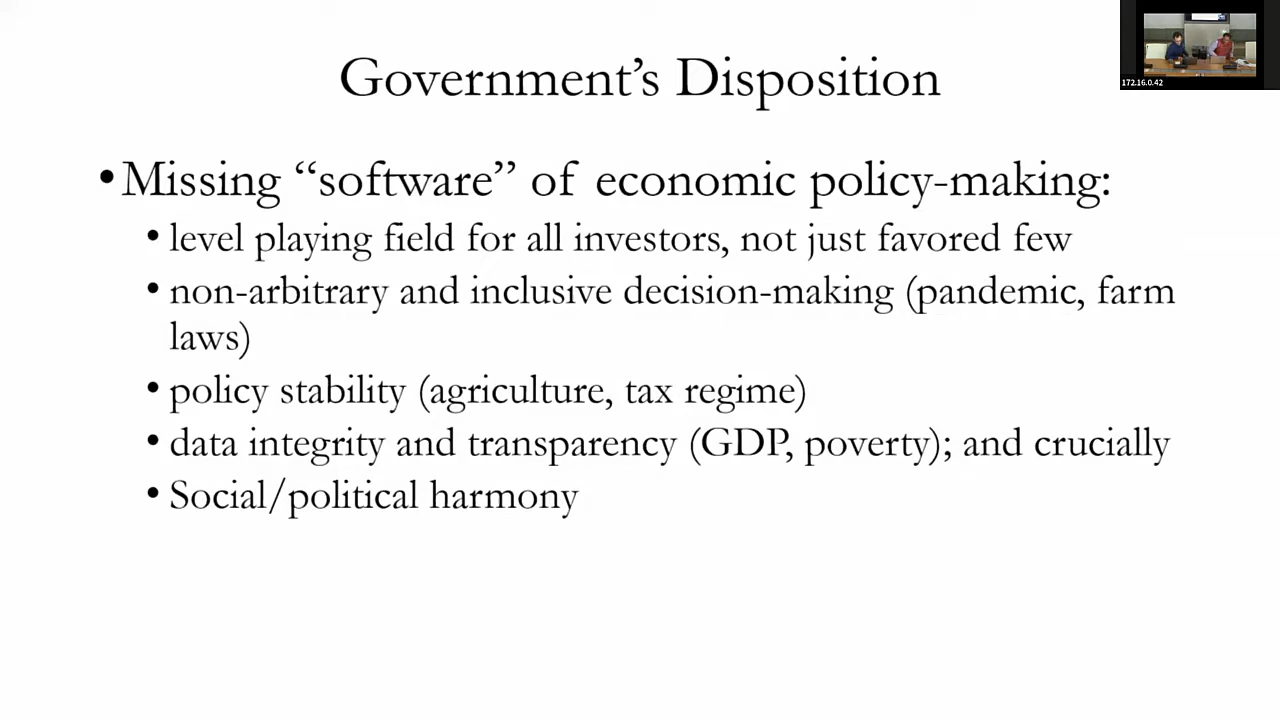 Government’s Disposition
172.16.0.42
•Missing “software” of economic policy-making:
• level playing field for all investors, not just favored few
• non-arbitrary and inclusive decision-making (pandemic, farm
laws)
• policy stability (agriculture, tax regime)
• data integrity and transparency (GDP, poverty); and crucially
• Social/political harmony